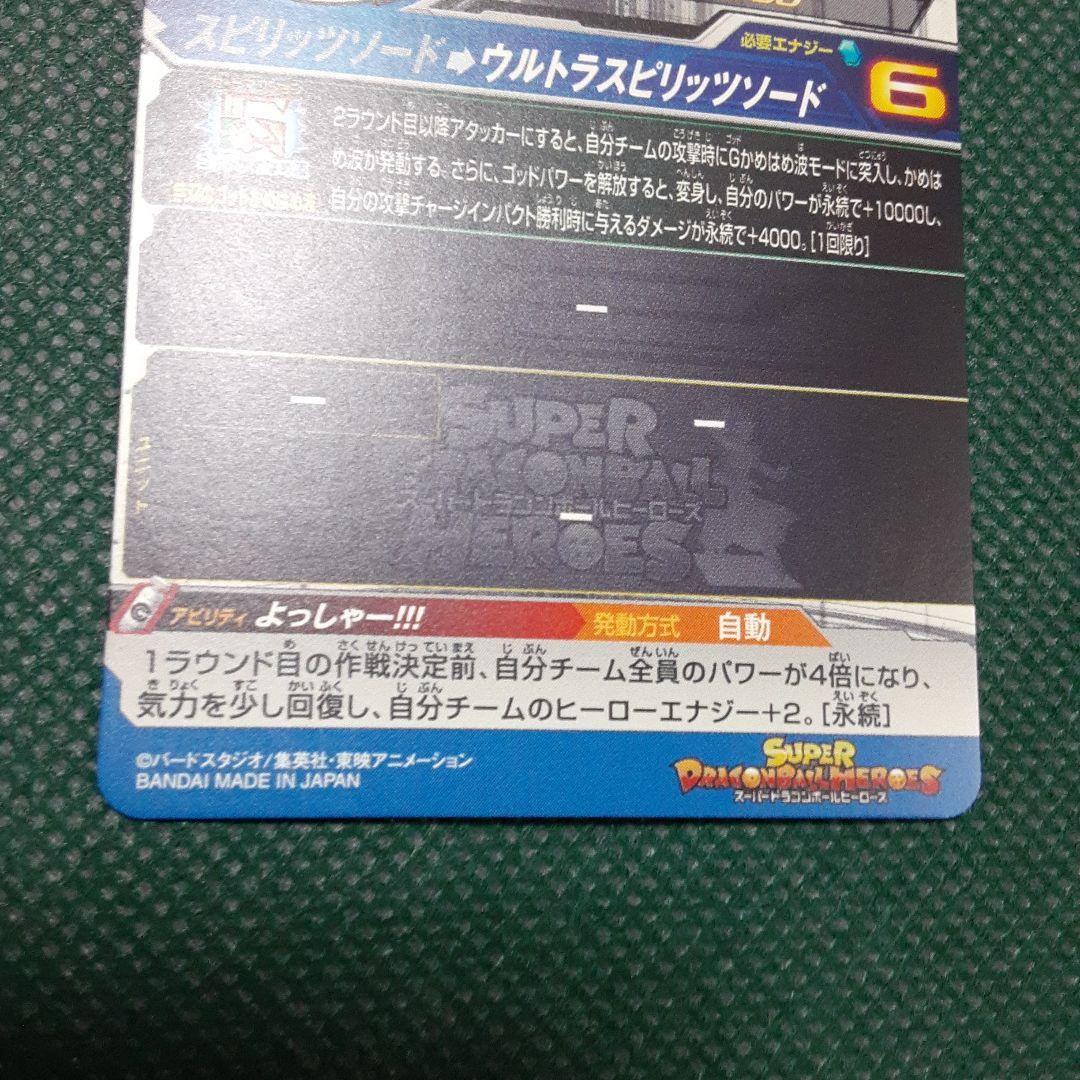 必要エナジー
スピリッツソード➡ウルトラスピリッツソード 6
2ラウンド目以降アタッカーにすると、自分チームの攻撃時にGかめはめ波モードに突入し、かめは
め波が発動する。さらに、ゴッドパワーを解放すると、変身し、自分のパワーが永続で+10000し、
自分の攻撃チャージインパクト勝利時に与えるダメージが永続で+4000。[1回限り]
ー
ー
ー
ー
ユニット
SUPER
DRAGONBALL
スーパードラゴンボールヒーローズ
HEROES
アビリティ よっしゃー!!! 発動方式 自動
1ラウンド目の作戦決定前、自分チーム全員のパワーが4倍になり、
気力を少し回復し、自分チームのヒーローエナジー+2。[永続]
©バードスタジオ/集英社・東映アニメーション
BANDAI MADE IN JAPAN
SUPER
DRAGONBALL HEROES
スーパードラゴンボールヒーローズ